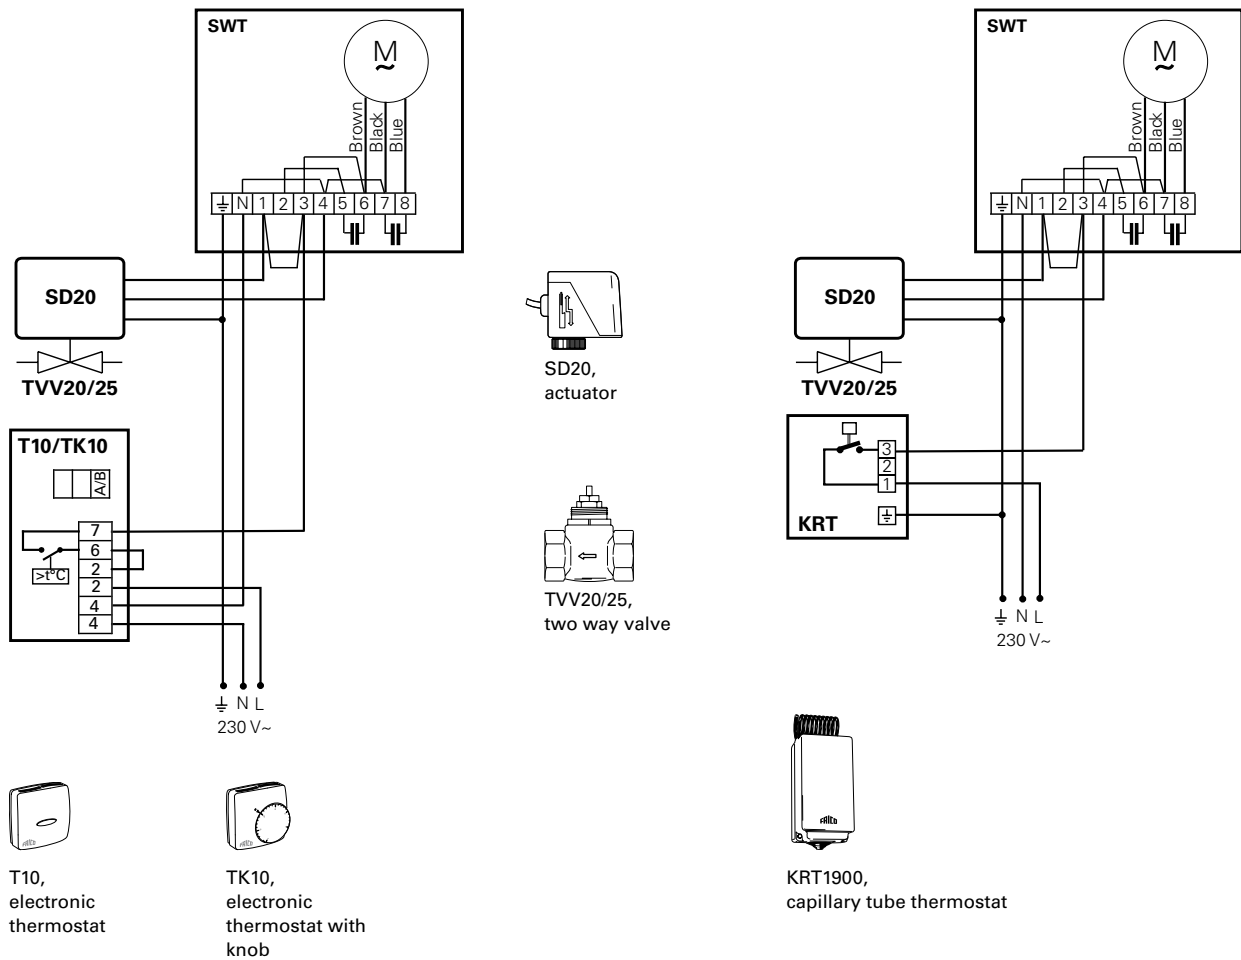 SWT
M
~
Brown
Black
Blue
N 1 2 3 4 5 6 7 8
SD20
TVV20/25
T10/TK10
A/B
7
6
2
2
4
4
>t°C
N L
230 V~
SD20,
actuator
TVV20/25,
two way valve
SWT
M
~
Brown
Black
Blue
N 1 2 3 4 5 6 7 8
SD20
TVV20/25
3
2
1
KRT
N L
230 V~
FRICO
T10,
electronic
thermostat
FRICO
TK10,
electronic
thermostat with
knob
FRICO
KRT1900,
capillary tube thermostat